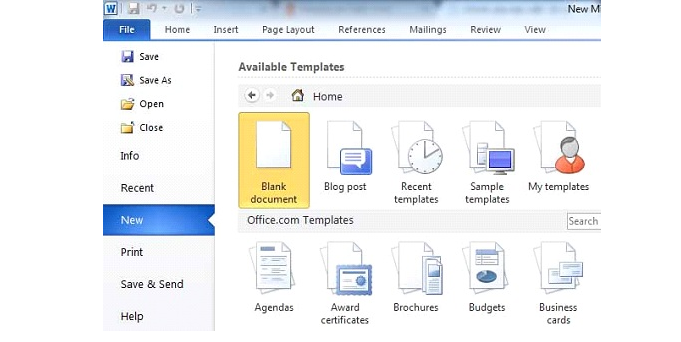 W
New M
File Home Insert Page Layout References Mailings Review View
Save
Save As
Open
Close
Info
Recent
New
Print
Save & Send
Help
Available Templates
Home
Blank document
Blog post
Recent templates
Sample templates
My templates
Office.com Templates
Search
Agendas
Award certificates
Brochures
Budgets
Business cards